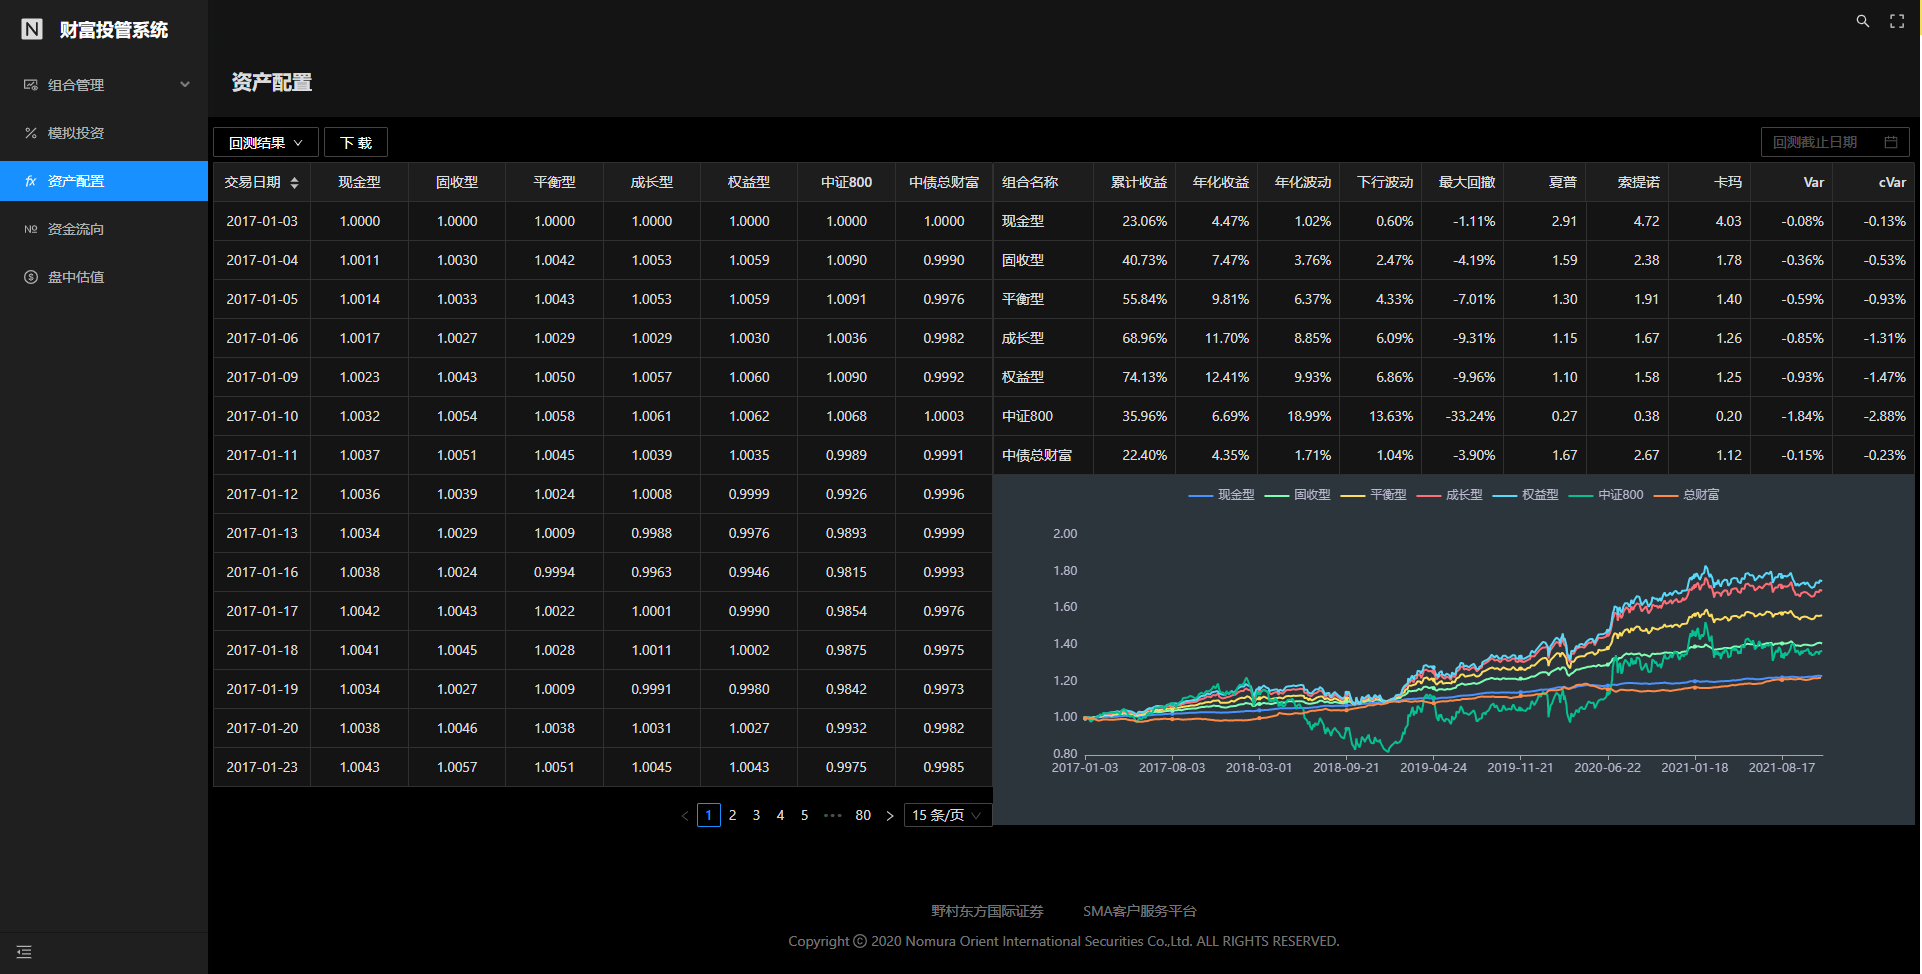 N 财富投管系统
组合管理
模拟投资
fx 资产配置
№ 资金流向
$ 盘中估值
资产配置
回测结果 下 载 回测截止日期
交易日期 现金型 固收型 平衡型 成长型 权益型 中证800 中债总财富
2017-01-03 1.0000 1.0000 1.0000 1.0000 1.0000 1.0000 1.0000
2017-01-04 1.0011 1.0030 1.0042 1.0053 1.0059 1.0090 0.9990
2017-01-05 1.0014 1.0033 1.0043 1.0053 1.0059 1.0091 0.9976
2017-01-06 1.0017 1.0027 1.0029 1.0029 1.0030 1.0036 0.9982
2017-01-09 1.0023 1.0043 1.0050 1.0057 1.0060 1.0090 0.9992
2017-01-10 1.0032 1.0054 1.0058 1.0061 1.0062 1.0068 1.0003
2017-01-11 1.0037 1.0051 1.0045 1.0039 1.0035 0.9989 0.9991
2017-01-12 1.0036 1.0039 1.0024 1.0008 0.9999 0.9926 0.9996
2017-01-13 1.0034 1.0029 1.0009 0.9988 0.9976 0.9893 0.9999
2017-01-16 1.0038 1.0024 0.9994 0.9963 0.9946 0.9815 0.9993
2017-01-17 1.0042 1.0043 1.0022 1.0001 0.9990 0.9854 0.9976
2017-01-18 1.0041 1.0045 1.0028 1.0011 1.0002 0.9875 0.9975
2017-01-19 1.0034 1.0027 1.0009 0.9991 0.9980 0.9842 0.9973
2017-01-20 1.0038 1.0046 1.0038 1.0031 1.0027 0.9932 0.9982
2017-01-23 1.0043 1.0057 1.0051 1.0045 1.0043 0.9975 0.9985
< 1 2 3 4 5 ••• 80 > 15 条/页
组合名称 累计收益 年化收益 年化波动 下行波动 最大回撤 夏普 索提诺 卡玛 Var cVar
现金型 23.06% 4.47% 1.02% 0.60% -1.11% 2.91 4.72 4.03 -0.08% -0.13%
固收型 40.73% 7.47% 3.76% 2.47% -4.19% 1.59 2.38 1.78 -0.36% -0.53%
平衡型 55.84% 9.81% 6.37% 4.33% -7.01% 1.30 1.91 1.40 -0.59% -0.93%
成长型 68.96% 11.70% 8.85% 6.09% -9.31% 1.15 1.67 1.26 -0.85% -1.31%
权益型 74.13% 12.41% 9.93% 6.86% -9.96% 1.10 1.58 1.25 -0.93% -1.47%
中证800 35.96% 6.69% 18.99% 13.63% -33.24% 0.27 0.38 0.20 -1.84% -2.88%
中债总财富 22.40% 4.35% 1.71% 1.04% -3.90% 1.67 2.67 1.12 -0.15% -0.23%
现金型 固收型 平衡型 成长型 权益型 中证800 总财富
2.00
1.80
1.60
1.40
1.20
1.00
0.80
2017-01-03 2017-08-03 2018-03-01 2018-09-21 2019-04-24 2019-11-21 2020-06-22 2021-01-18 2021-08-17
野村东方国际证券 SMA客户服务平台
Copyright © 2020 Nomura Orient International Securities Co.,Ltd. ALL RIGHTS RESERVED.